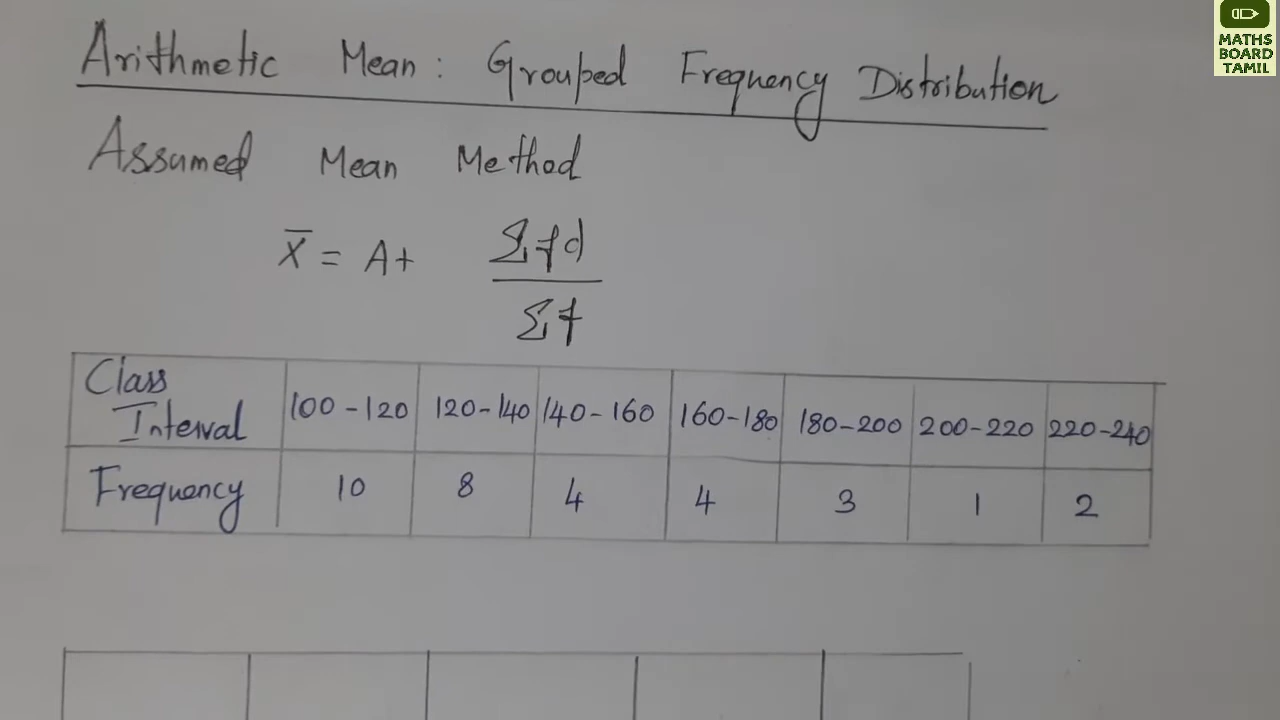 Arithmetic Mean: Grouped Frequency Distribution
MATHS
BOARD
TAMIL
Assumed Mean Method
X̅ = A + Σfd / Σf
Class Interval 100-120 120-140 140-160 160-180 180-200 200-220 220-240
Frequency 10 8 4 4 3 1 2